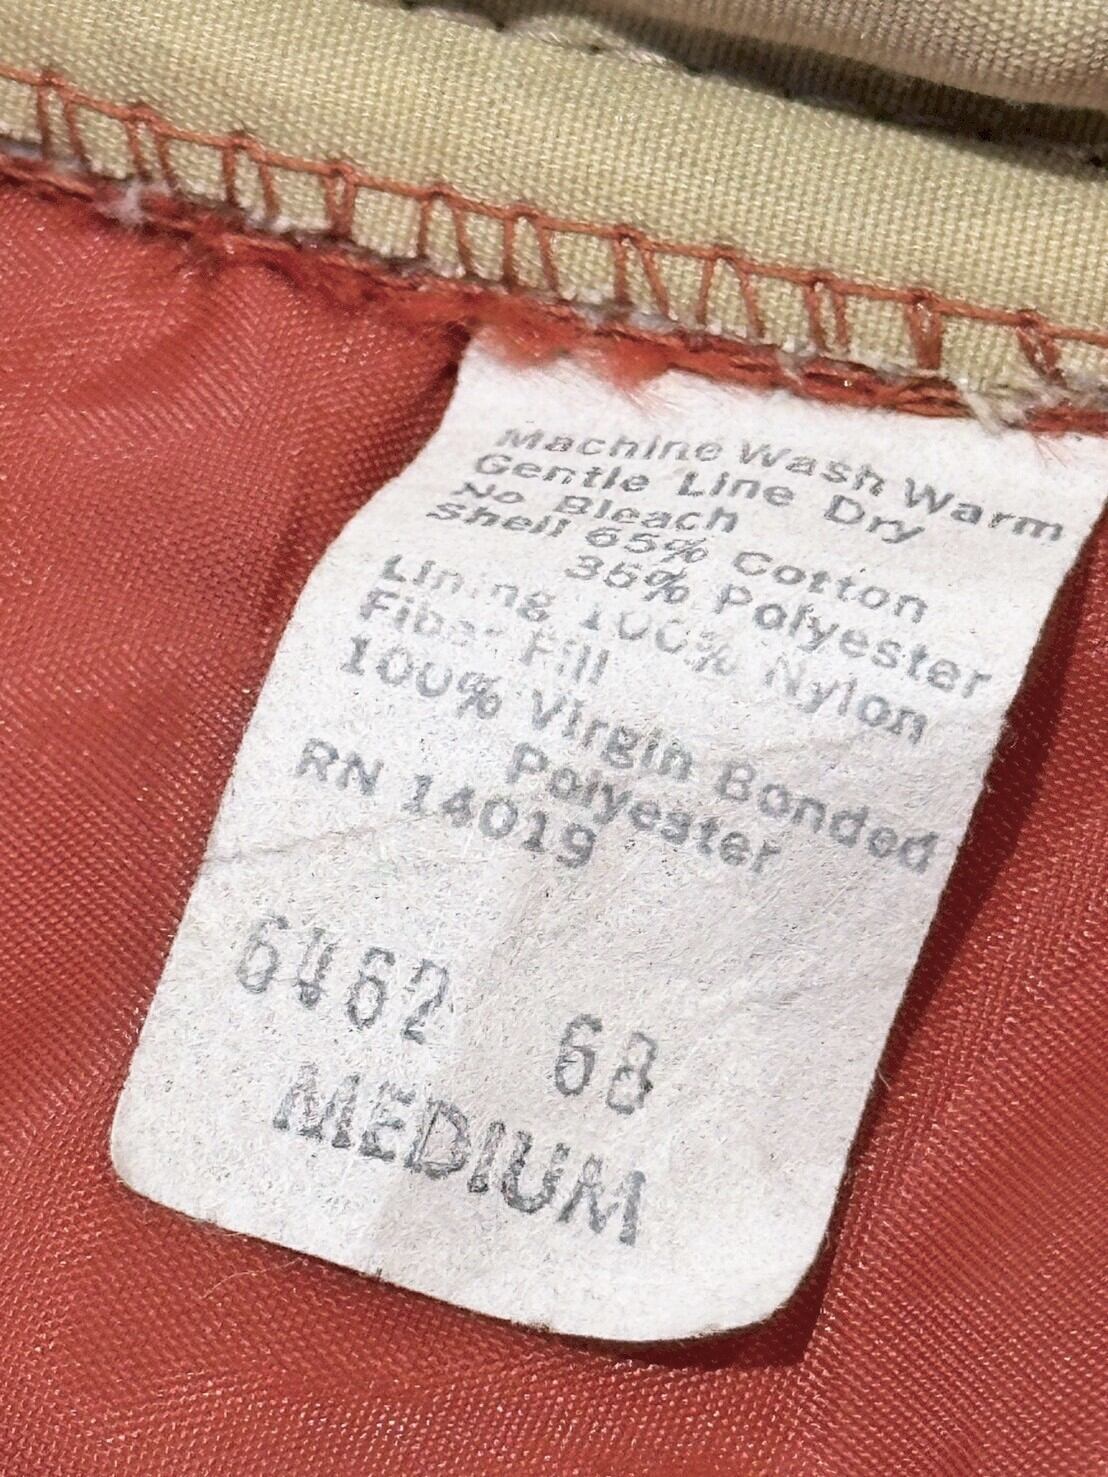 Machine Wash Warm
Gentle Line Dry
No Bleach
Shell 65% Cotton
35% Polyester
Lining 100% Nylon
Fiber Fill
100% Virgin Bonded
Polyester
RN 14019
6462 68
MEDIUM